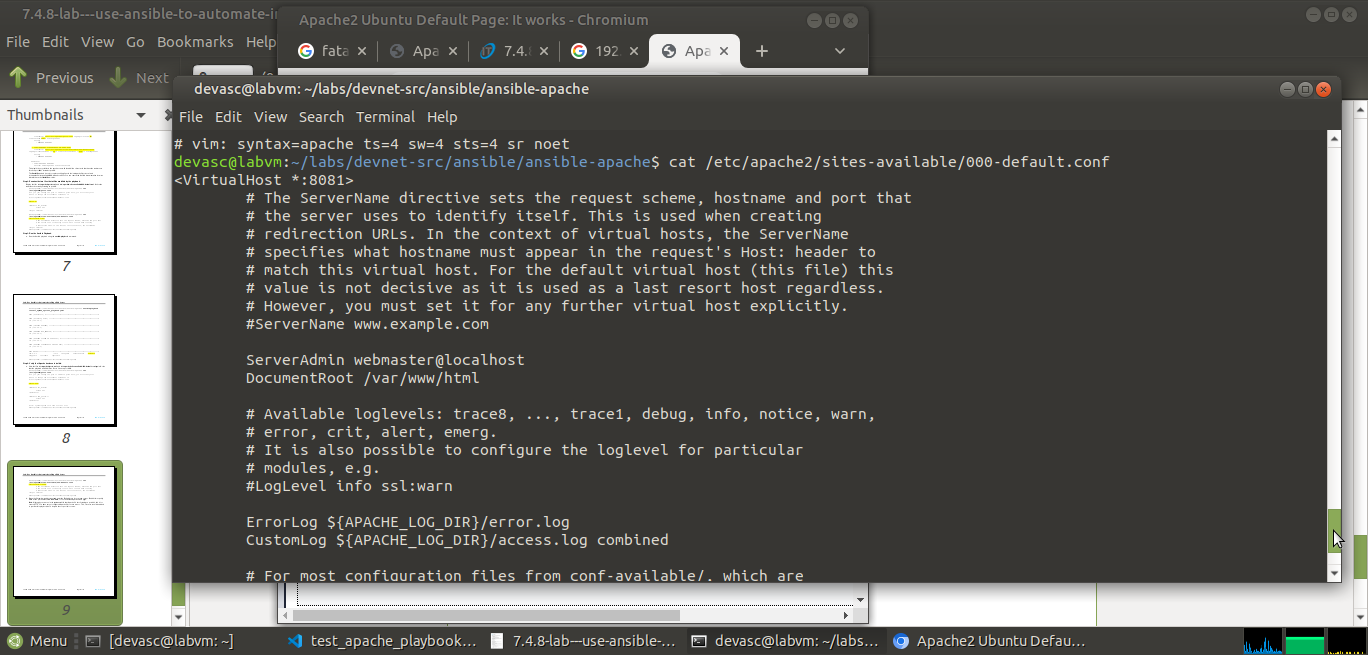 7.4.8-lab---use-ansible-to-automate-in
File Edit View Go Bookmarks Help
Previous Next
Thumbnails
7
8
9
Apache2 Ubuntu Default Page: It works - Chromium
fata Apa 7.4. 192. Apa
devasc@labvm: ~/labs/devnet-src/ansible/ansible-apache
File Edit View Search Terminal Help
# vim: syntax=apache ts=4 sw=4 sts=4 sr noet
devasc@labvm:~/labs/devnet-src/ansible/ansible-apache$ cat /etc/apache2/sites-available/000-default.conf
<VirtualHost *:8081>
# The ServerName directive sets the request scheme, hostname and port that
# the server uses to identify itself. This is used when creating
# redirection URLs. In the context of virtual hosts, the ServerName
# specifies what hostname must appear in the request's Host: header to
# match this virtual host. For the default virtual host (this file) this
# value is not decisive as it is used as a last resort host regardless.
# However, you must set it for any further virtual host explicitly.
#ServerName www.example.com
ServerAdmin webmaster@localhost
DocumentRoot /var/www/html
# Available loglevels: trace8, ..., trace1, debug, info, notice, warn,
# error, crit, alert, emerg.
# It is also possible to configure the loglevel for particular
# modules, e.g.
#LogLevel info ssl:warn
ErrorLog ${APACHE_LOG_DIR}/error.log
CustomLog ${APACHE_LOG_DIR}/access.log combined
# For most configuration files from conf-available/, which are
Menu [devasc@labvm: ~] test_apache_playbook... 7.4.8-lab---use-ansible-... devasc@labvm: ~/labs... Apache2 Ubuntu Defau...